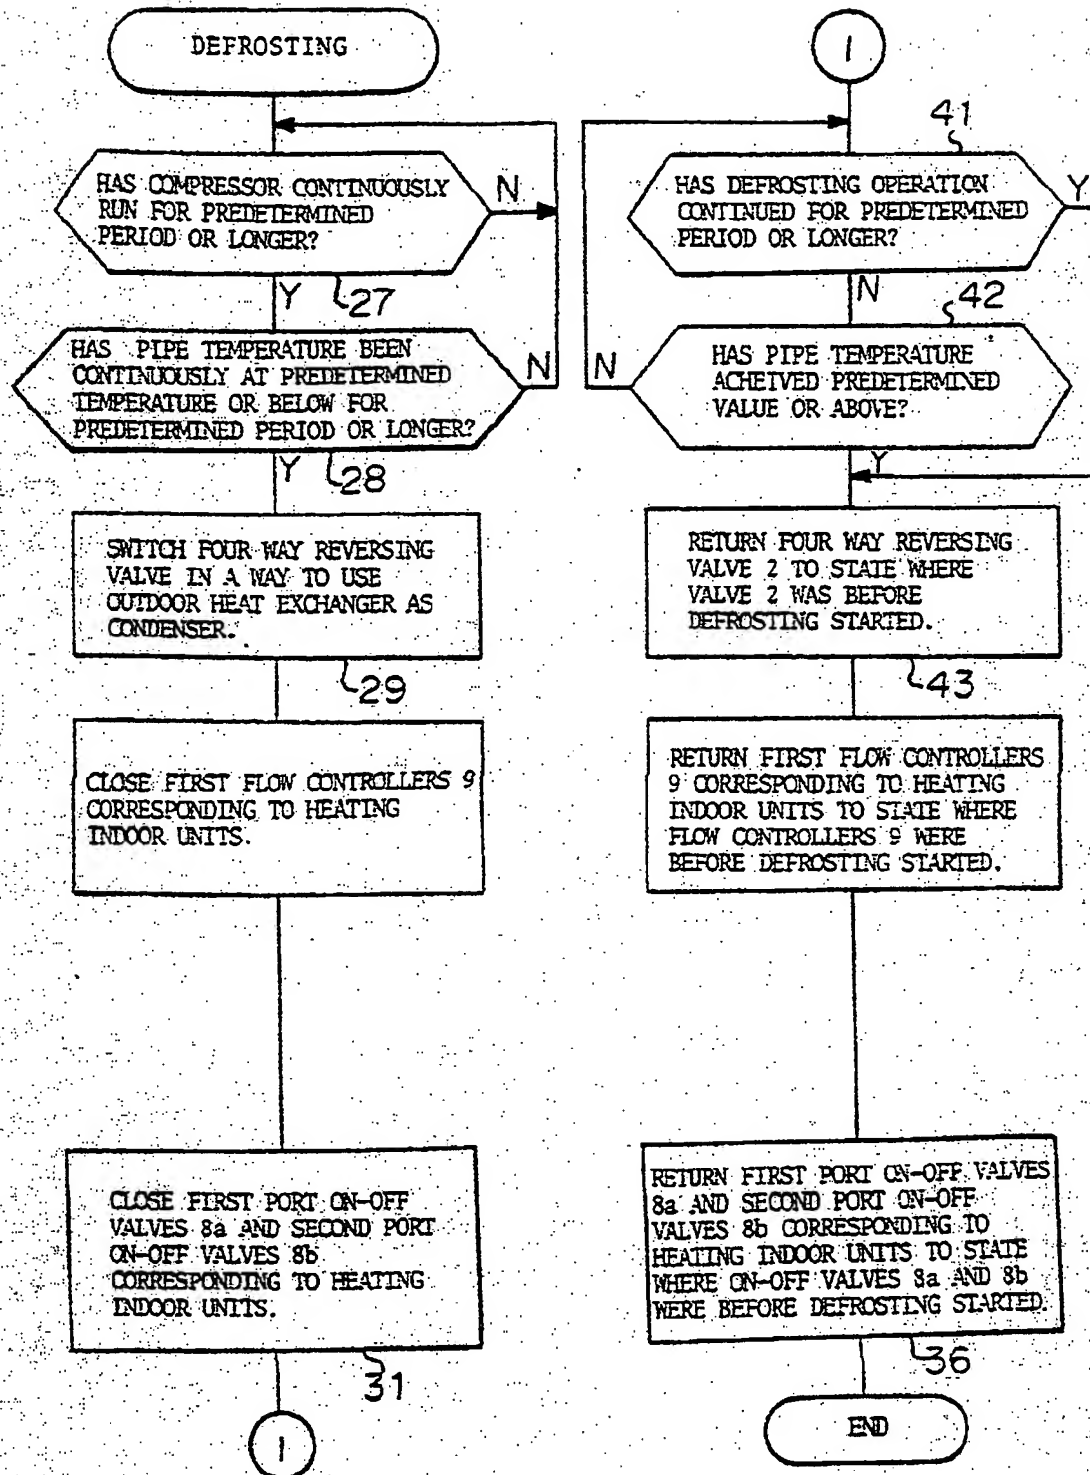 DEFROSTING
HAS COMPRESSOR CONTINUOUSLY
RUN FOR PREDETERMINED
PERIOD OR LONGER?
N
Y
27
HAS PIPE TEMPERATURE BEEN
CONTINUOUSLY AT PREDETERMINED
TEMPERATURE OR BELOW FOR
PREDETERMINED PERIOD OR LONGER?
N
Y
28
SWITCH FOUR WAY REVERSING
VALVE IN A WAY TO USE
OUTDOOR HEAT EXCHANGER AS
CONDENSER.
29
CLOSE FIRST FLOW CONTROLLERS 9
CORRESPONDING TO HEATING
INDOOR UNITS.
CLOSE FIRST PORT ON-OFF
VALVES 8a AND SECOND PORT
ON-OFF VALVES 8b
CORRESPONDING TO HEATING
INDOOR UNITS.
31
1
1
41
HAS DEFROSTING OPERATION
CONTINUED FOR PREDETERMINED
PERIOD OR LONGER?
Y
N
42
HAS PIPE TEMPERATURE
ACHEIVED PREDETERMINED
VALUE OR ABOVE?
N
Y
RETURN FOUR WAY REVERSING
VALVE 2 TO STATE WHERE
VALVE 2 WAS BEFORE
DEFROSTING STARTED.
43
RETURN FIRST FLOW CONTROLLERS
9 CORRESPONDING TO HEATING
INDOOR UNITS TO STATE WHERE
FLOW CONTROLLERS 9 WERE
BEFORE DEFROSTING STARTED.
RETURN FIRST PORT ON-OFF VALVES
8a AND SECOND PORT ON-OFF
VALVES 8b CORRESPONDING TO
HEATING INDOOR UNITS TO STATE
WHERE ON-OFF VALVES 8a AND 8b
WERE BEFORE DEFROSTING STARTED.
36
END